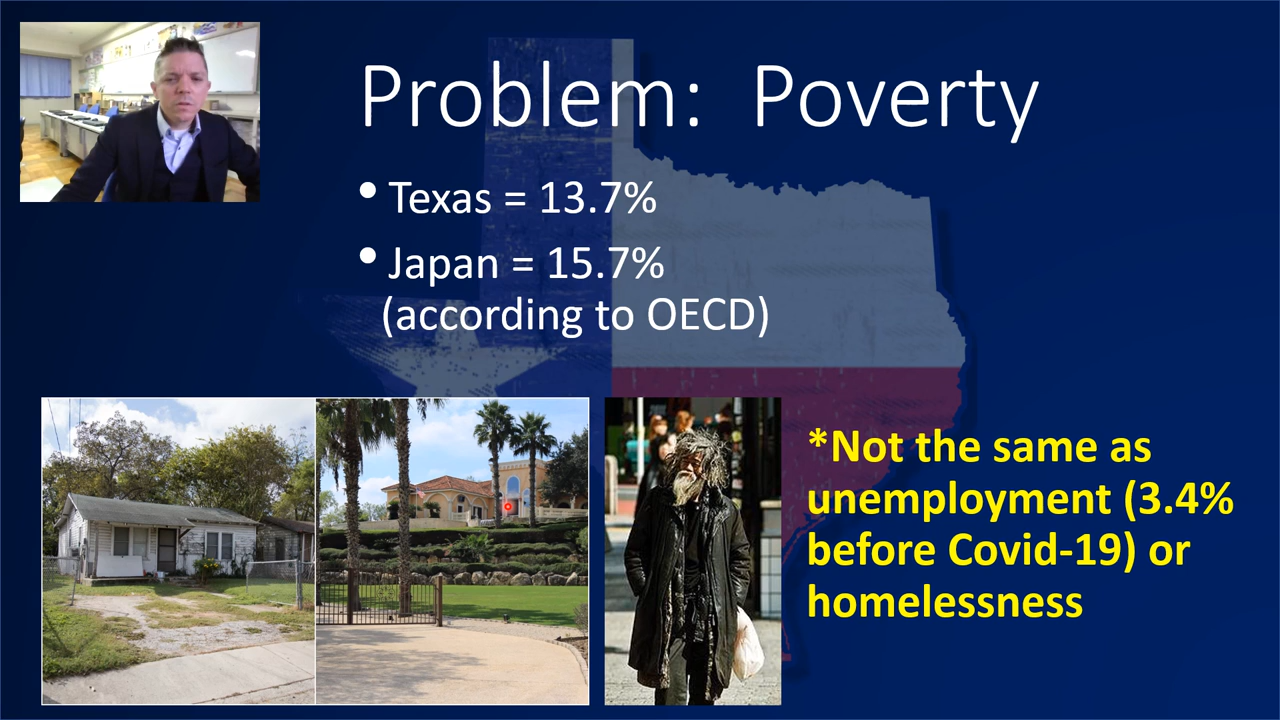 Problem: Poverty
• Texas = 13.7%
• Japan = 15.7%
(according to OECD)
*Not the same as
unemployment (3.4%
before Covid-19) or
homelessness